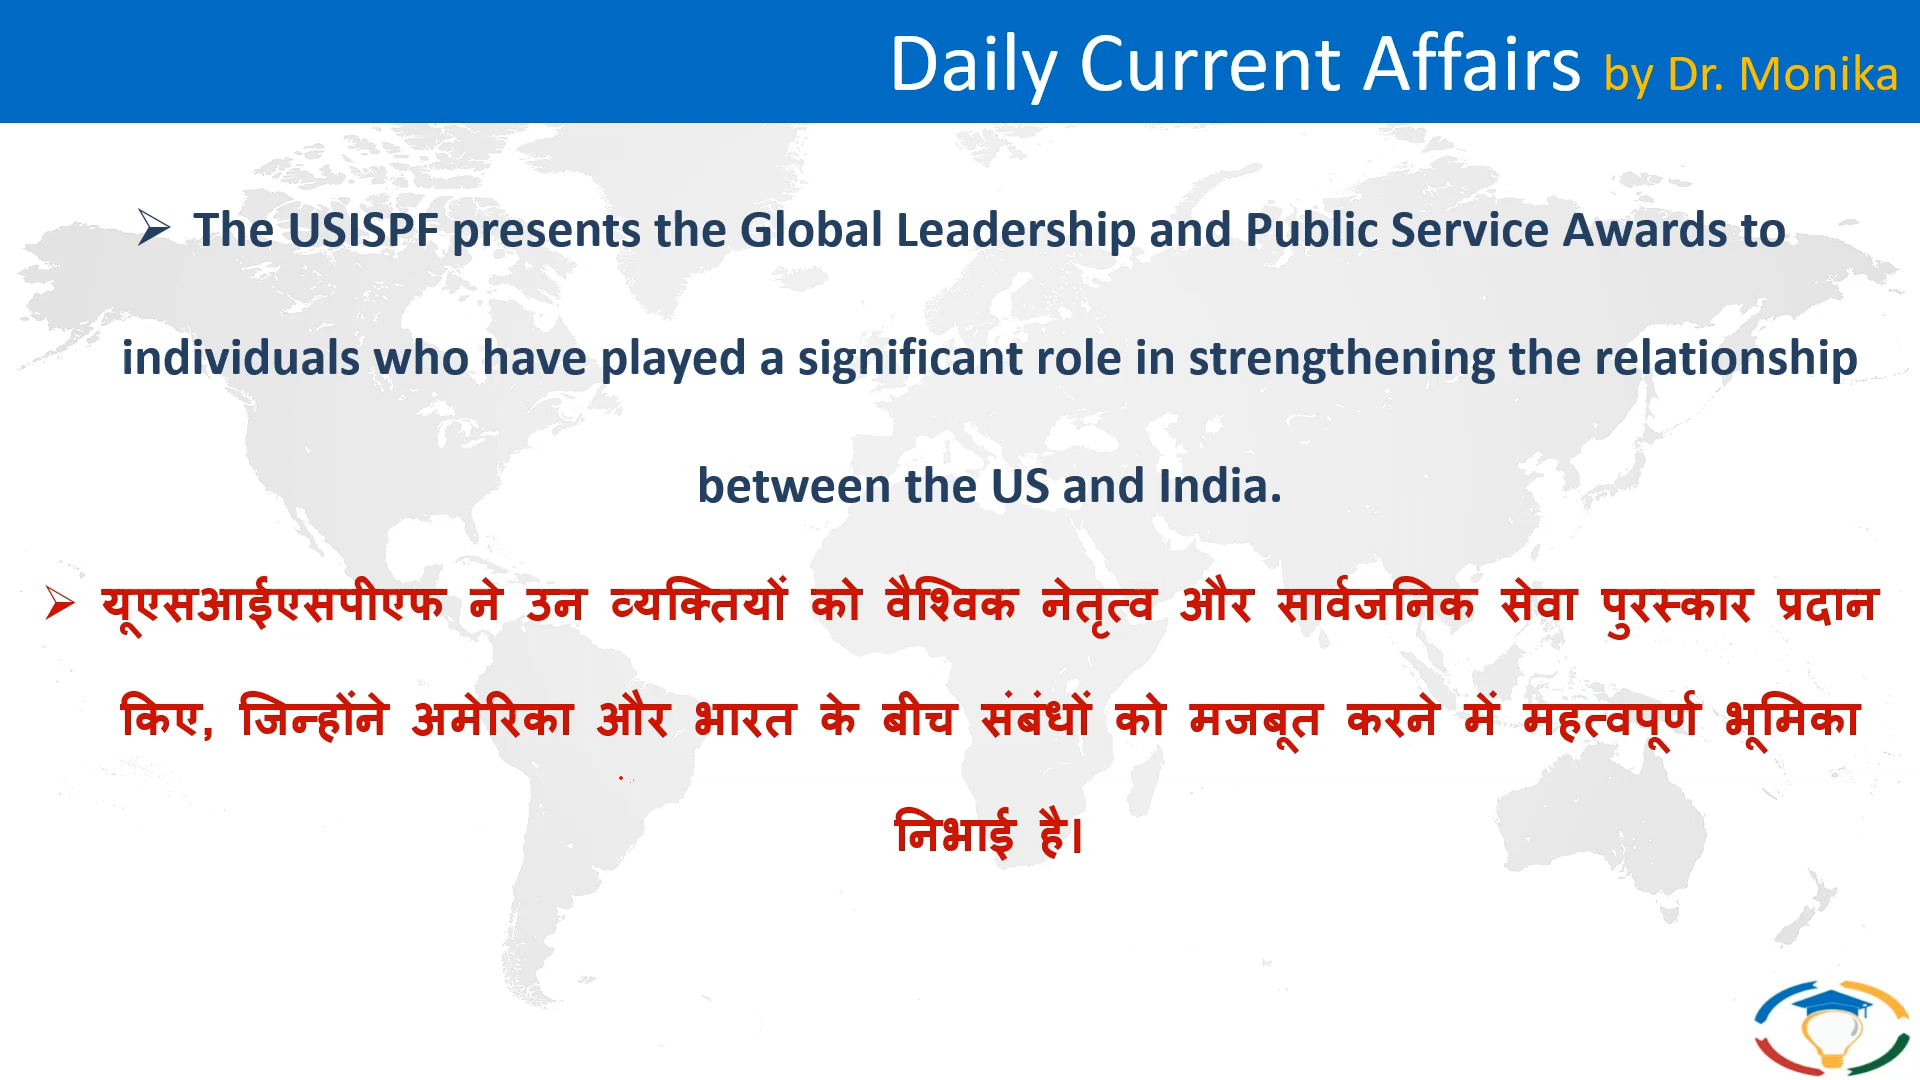 Daily Current Affairs by Dr. Monika
➢ The USISPF presents the Global Leadership and Public Service Awards to
individuals who have played a significant role in strengthening the relationship
between the US and India.
➢ यूएसआईएसपीएफ ने उन व्यक्तियों को वैश्विक नेतृत्व और सार्वजनिक सेवा पुरस्कार प्रदान
किए, जिन्होंने अमेरिका और भारत के बीच संबंधों को मजबूत करने में महत्वपूर्ण भूमिका
निभाई है।